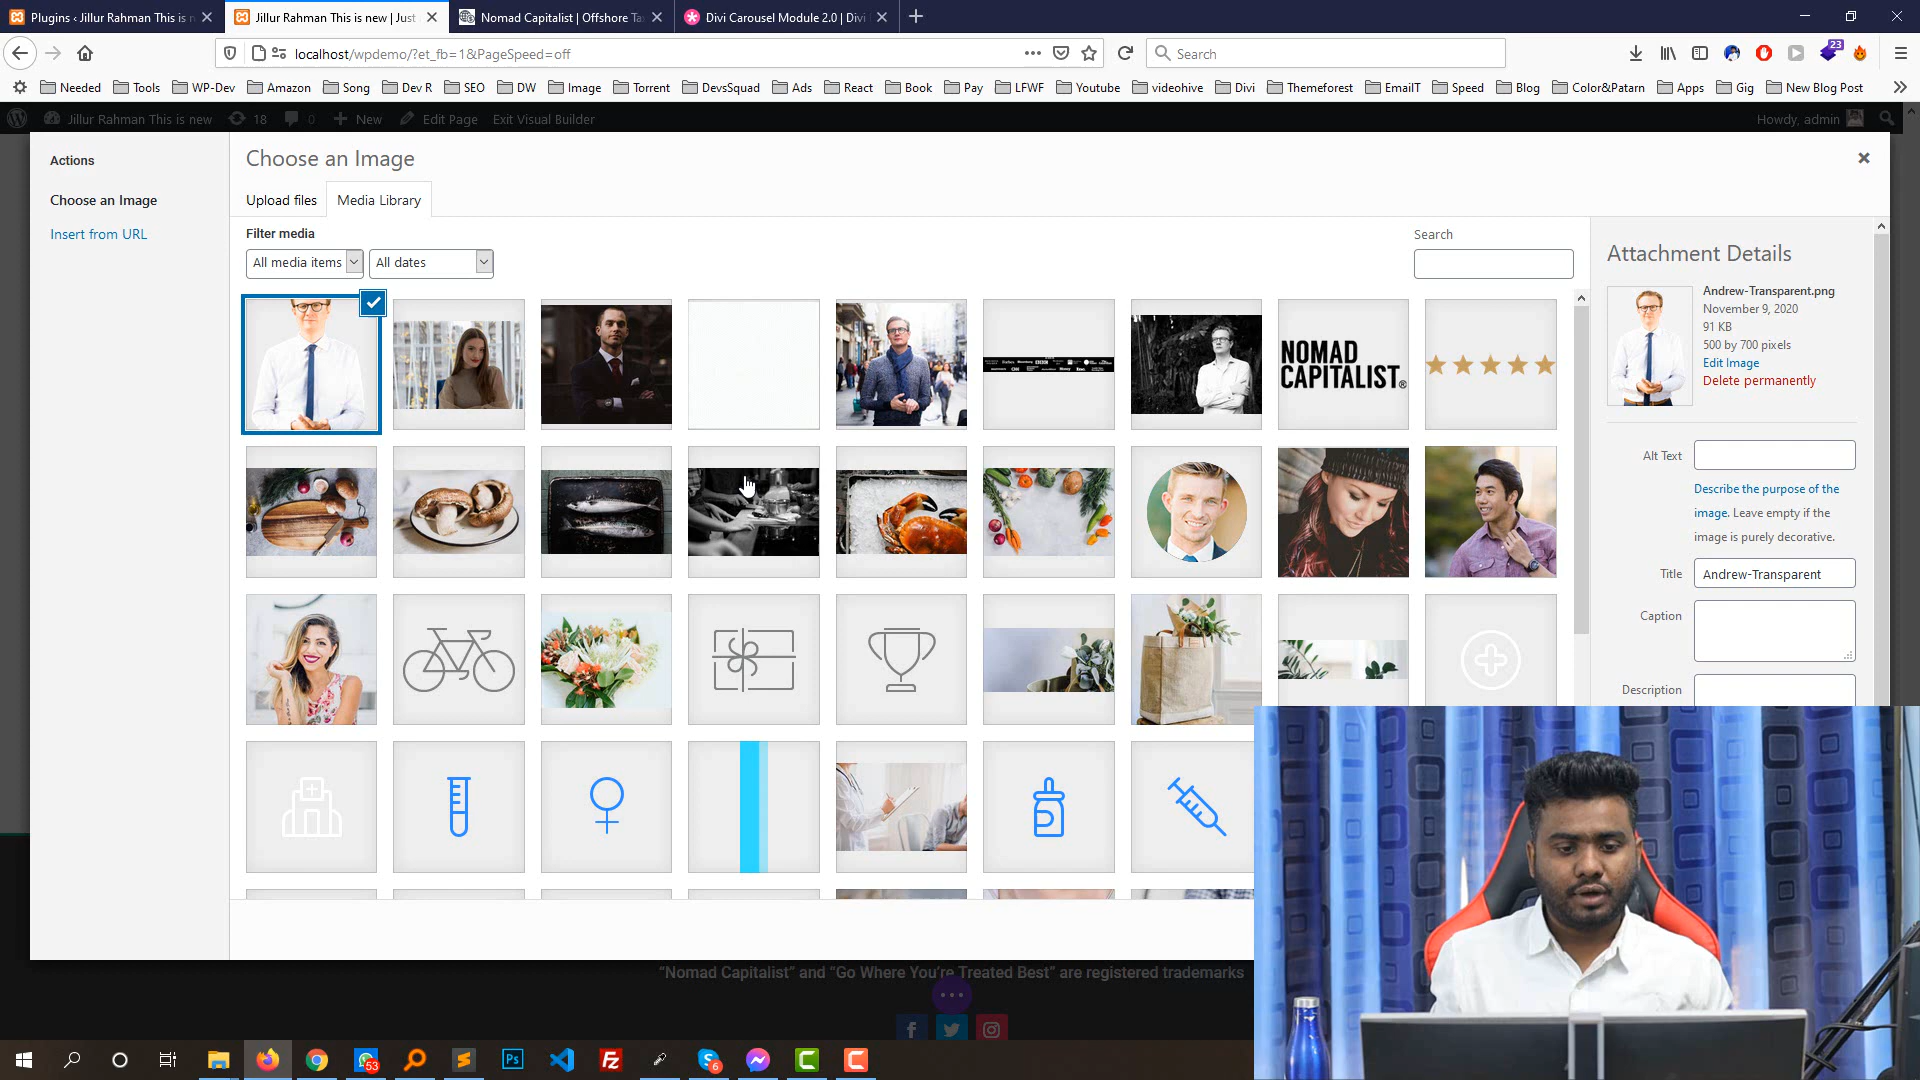 Plugins ‹ Jillur Rahman This is n
Jillur Rahman This is new | Just
Nomad Capitalist | Offshore Ta
Divi Carousel Module 2.0 | Divi
localhost/wpdemo/?et_fb=1&PageSpeed=off
Search
23
Needed
Tools
WP-Dev
Amazon
Song
Dev R
SEO
DW
Image
Torrent
DevsSquad
Ads
React
Book
Pay
LFWF
Youtube
videohive
Divi
Themeforest
EmailT
Speed
Blog
Color&Patarn
Apps
Gig
New Blog Post
Jillur Rahman This is new
18
0
New
Edit Page
Exit Visual Builder
Howdy, admin
Actions
Choose an Image
Insert from URL
Choose an Image
Upload files
Media Library
Filter media
All media items
All dates
Search
NOMAD
CAPITALIST®
Attachment Details
Andrew-Transparent.png
November 9, 2020
91 KB
500 by 700 pixels
Edit Image
Delete permanently
Alt Text
Describe the purpose of the
image. Leave empty if the
image is purely decorative.
Title
Andrew-Transparent
Caption
Description
“Nomad Capitalist” and “Go Where You’re Treated Best” are registered trademarks
53
Ps
Fz
6